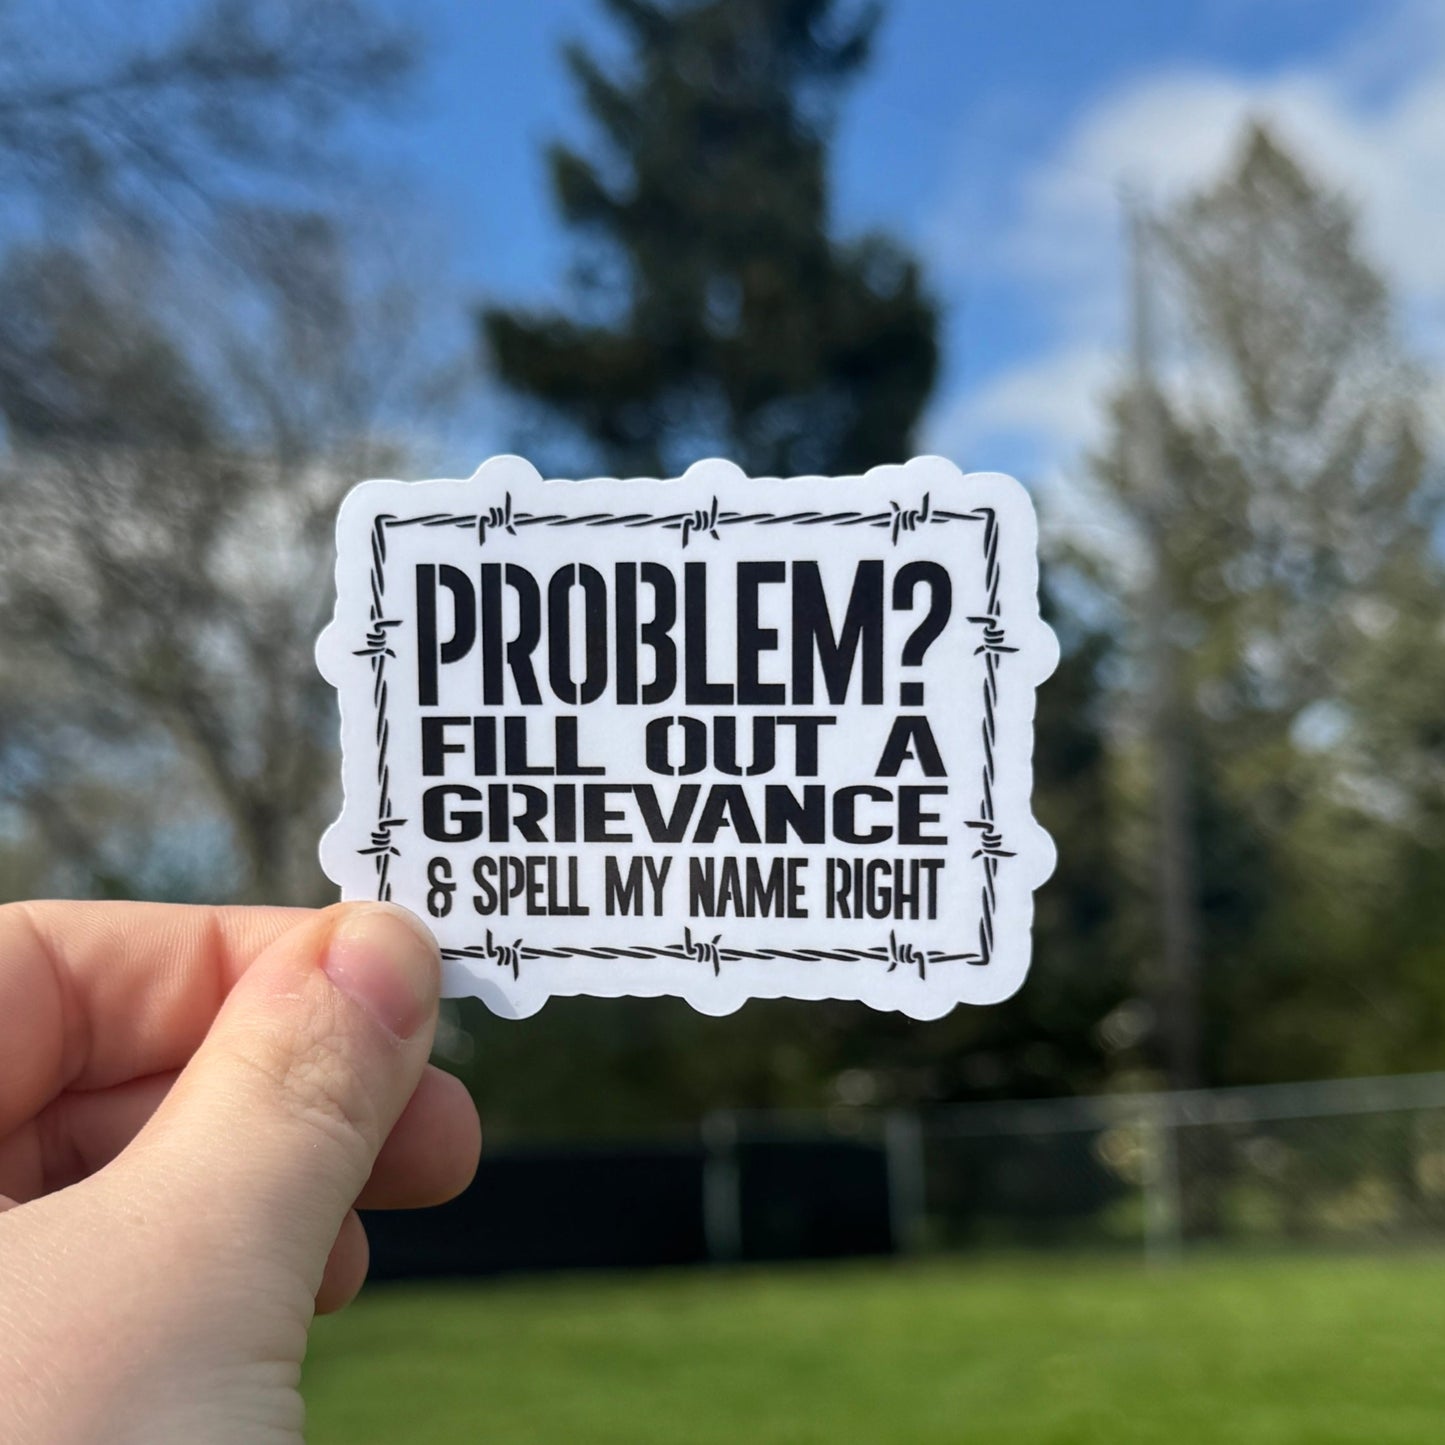 PROBLEM?
FILL OUT A
GRIEVANCE
& SPELL MY NAME RIGHT